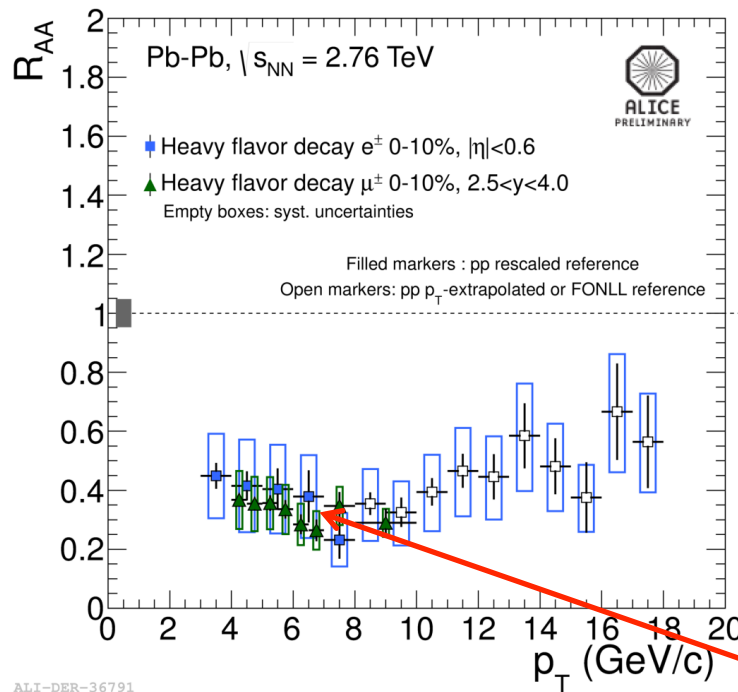 R_AA
2
1.8
1.6
1.4
1.2
1
0.8
0.6
0.4
0.2
0
Pb-Pb, √s_NN = 2.76 TeV
ALICE
PRELIMINARY
Heavy flavor decay e± 0-10%, |η|<0.6
Heavy flavor decay μ± 0-10%, 2.5<y<4.0
Empty boxes: syst. uncertainties
Filled markers : pp rescaled reference
Open markers: pp p_T-extrapolated or FONLL reference
2 4 6 8 10 12 14 16 18 20
p_T (GeV/c)
ALI-DER-36791